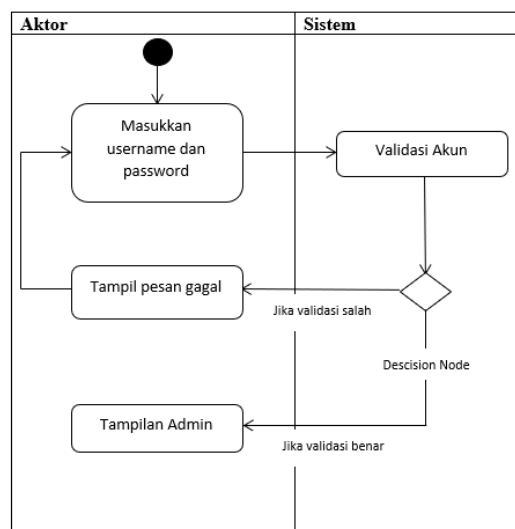 Aktor
Sistem
Masukkan
username dan
password
Validasi Akun
Tampil pesan gagal
Jika validasi salah
Descision Node
Tampilan Admin
Jika validasi benar